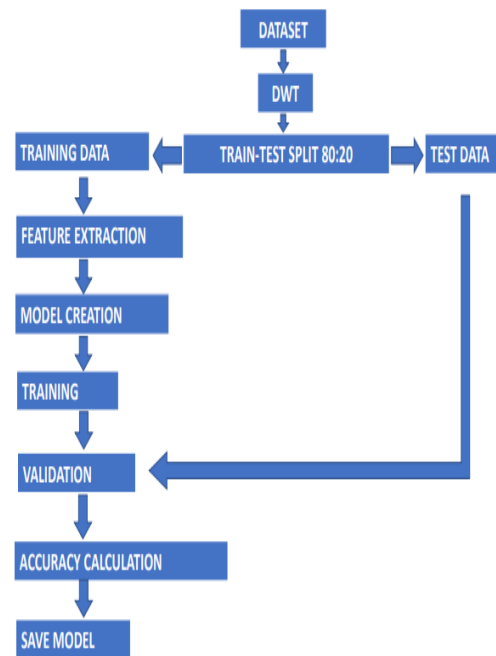 DATASET
DWT
TRAINING DATA
TRAIN-TEST SPLIT 80:20
TEST DATA
FEATURE EXTRACTION
MODEL CREATION
TRAINING
VALIDATION
ACCURACY CALCULATION
SAVE MODEL